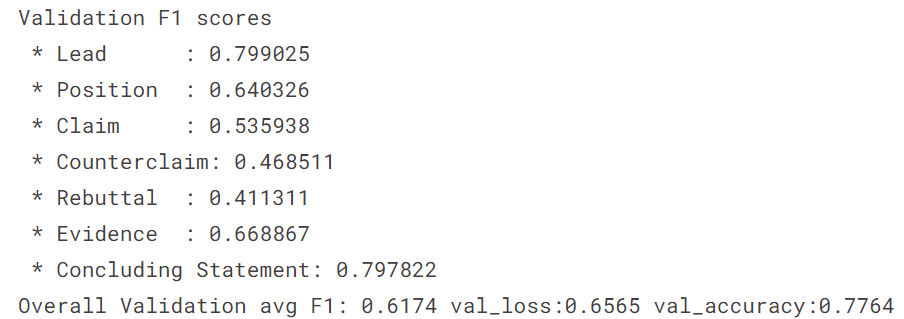 Validation F1 scores
* Lead      : 0.799025
* Position  : 0.640326
* Claim     : 0.535938
* Counterclaim: 0.468511
* Rebuttal  : 0.411311
* Evidence  : 0.668867
* Concluding Statement: 0.797822
Overall Validation avg F1: 0.6174 val_loss:0.6565 val_accuracy:0.7764